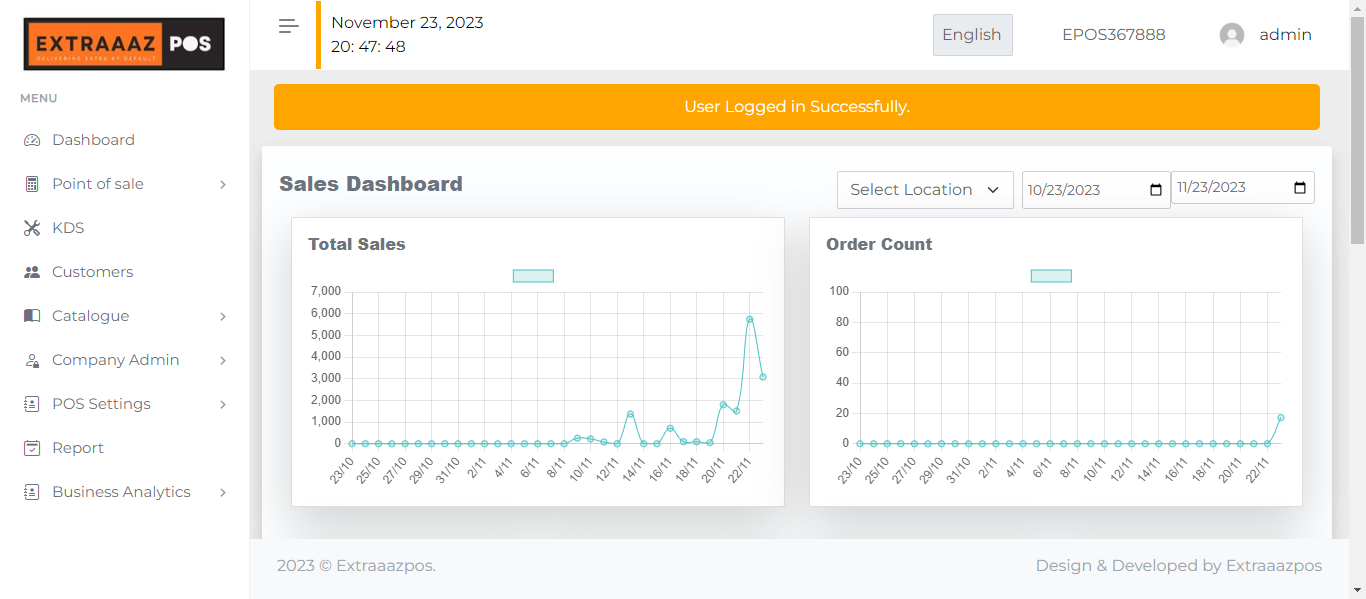 EXTRAAAZ POS
DELIVERING EXTRA BY DEFAULT
MENU
Dashboard
Point of sale
KDS
Customers
Catalogue
Company Admin
POS Settings
Report
Business Analytics
November 23, 2023
20: 47: 48
English
EPOS367888
admin
User Logged in Successfully.
Sales Dashboard
Select Location
10/23/2023
11/23/2023
Total Sales
7,000
6,000
5,000
4,000
3,000
2,000
1,000
0
23/10 25/10 27/10 29/10 31/10 2/11 4/11 6/11 8/11 10/11 12/11 14/11 16/11 18/11 20/11 22/11
Order Count
100
80
60
40
20
0
23/10 25/10 27/10 29/10 31/10 2/11 4/11 6/11 8/11 10/11 12/11 14/11 16/11 18/11 20/11 22/11
2023 © Extraaazpos.
Design & Developed by Extraaazpos